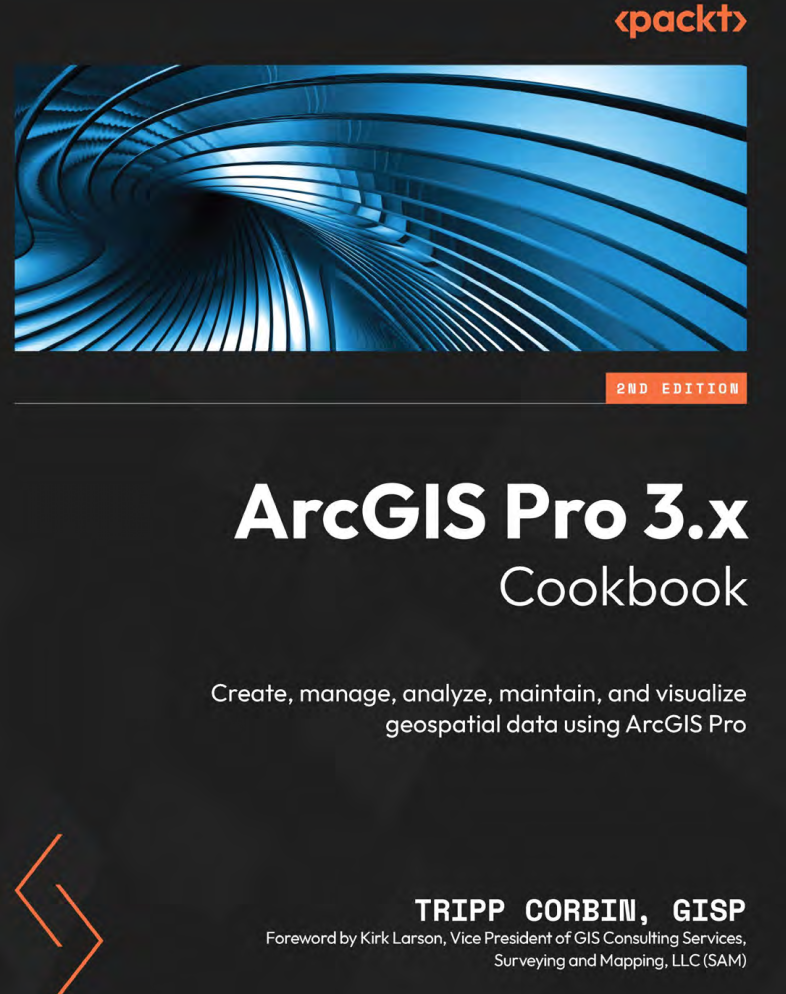 <packt>
2ND EDITION
ArcGIS Pro 3.x
Cookbook
Create, manage, analyze, maintain, and visualize
geospatial data using ArcGIS Pro
TRIPP CORBIN, GISP
Foreword by Kirk Larson, Vice President of GIS Consulting Services,
Surveying and Mapping, LLC (SAM)